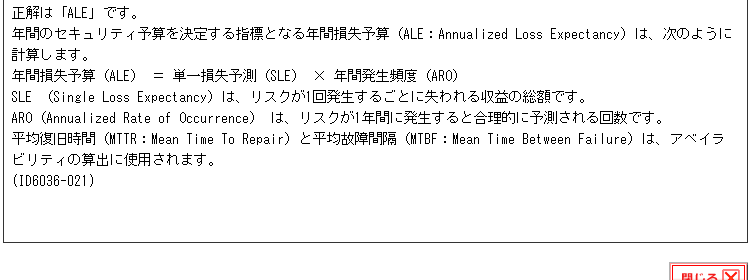 正解は「ALE」です。
年間のセキュリティ予算を決定する指標となる年間損失予算（ALE：Annualized Loss Expectancy）は、次のように
計算します。
年間損失予算（ALE） ＝ 単一損失予測（SLE） × 年間発生頻度（ARO）
SLE （Single Loss Expectancy）は、リスクが1回発生するごとに失われる収益の総額です。
ARO（Annualized Rate of Occurrence） は、リスクが1年間に発生すると合理的に予測される回数です。
平均復旧時間（MTTR：Mean Time To Repair）と平均故障間隔（MTBF：Mean Time Between Failure）は、アベイラ
ビリティの算出に使用されます。
(ID6036-021)
閉じる